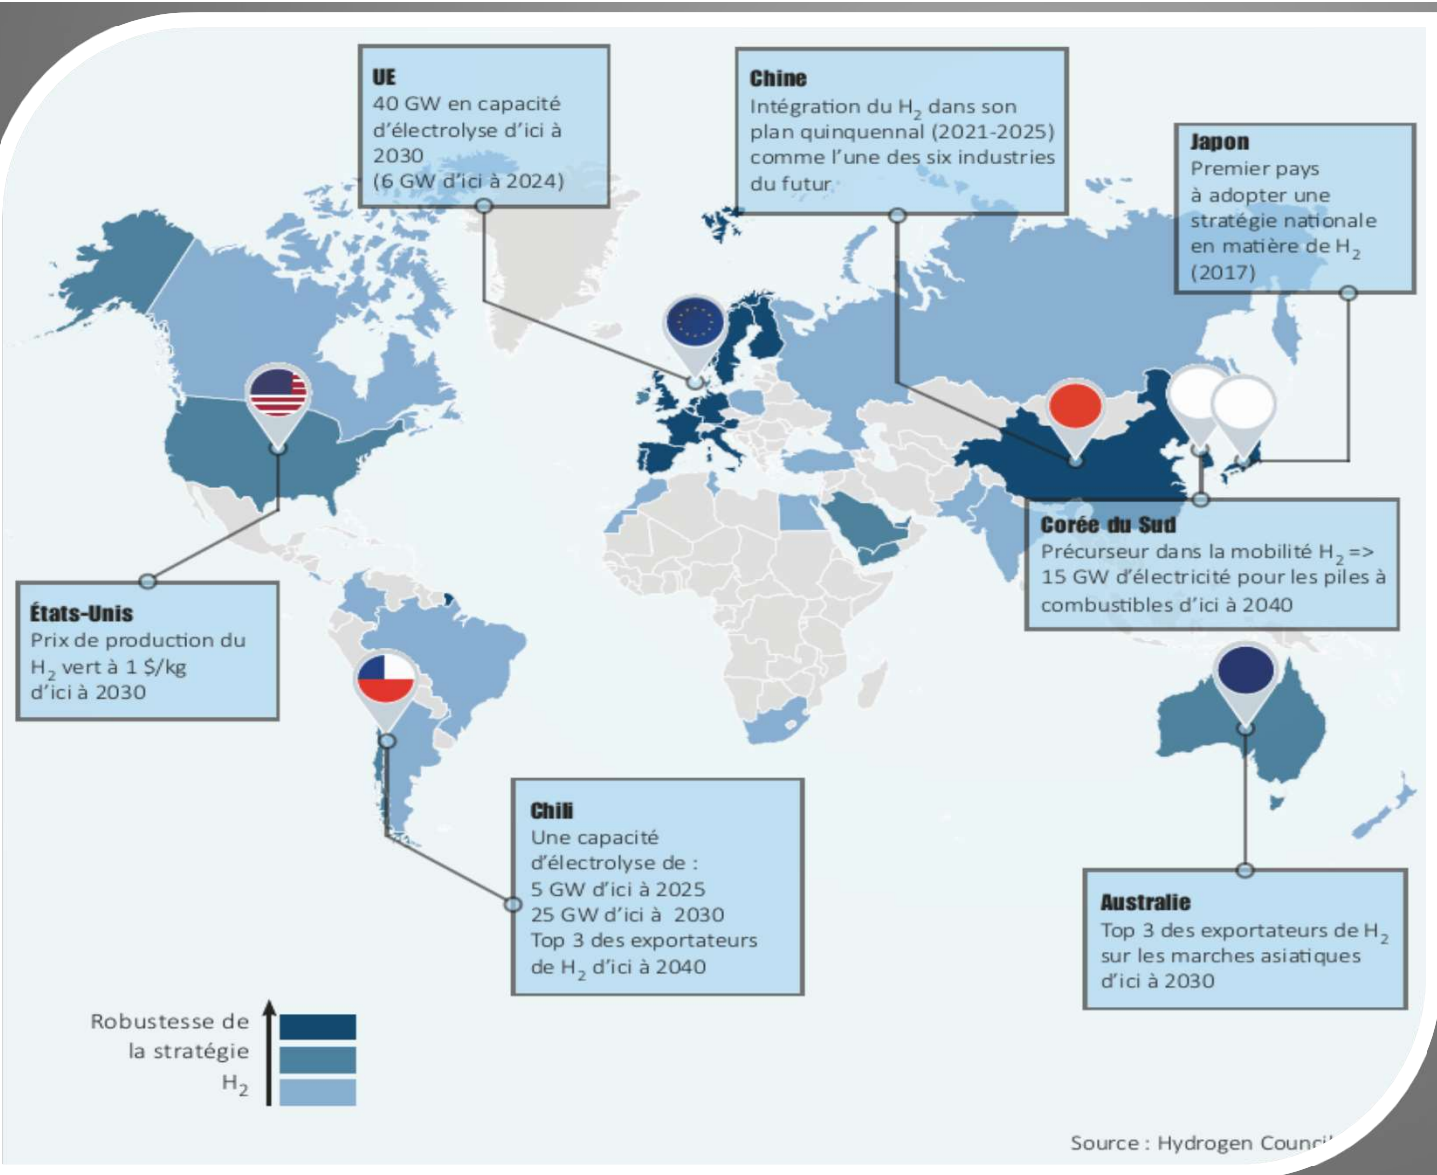 UE
40 GW en capacité
d'électrolyse d'ici à
2030
(6 GW d'ici à 2024)
Chine
Intégration du H2 dans son
plan quinquennal (2021-2025)
comme l'une des six industries
du futur
Japon
Premier pays
à adopter une
stratégie nationale
en matière de H2
(2017)
Corée du Sud
Précurseur dans la mobilité H2 =>
15 GW d'électricité pour les piles à
combustibles d'ici à 2040
États-Unis
Prix de production du
H2 vert à 1 $/kg
d'ici à 2030
Chili
Une capacité
d'électrolyse de :
5 GW d'ici à 2025
25 GW d'ici à 2030
Top 3 des exportateurs
de H2 d'ici à 2040
Australie
Top 3 des exportateurs de H2
sur les marches asiatiques
d'ici à 2030
Robustesse de
la stratégie
H2
Source : Hydrogen Council